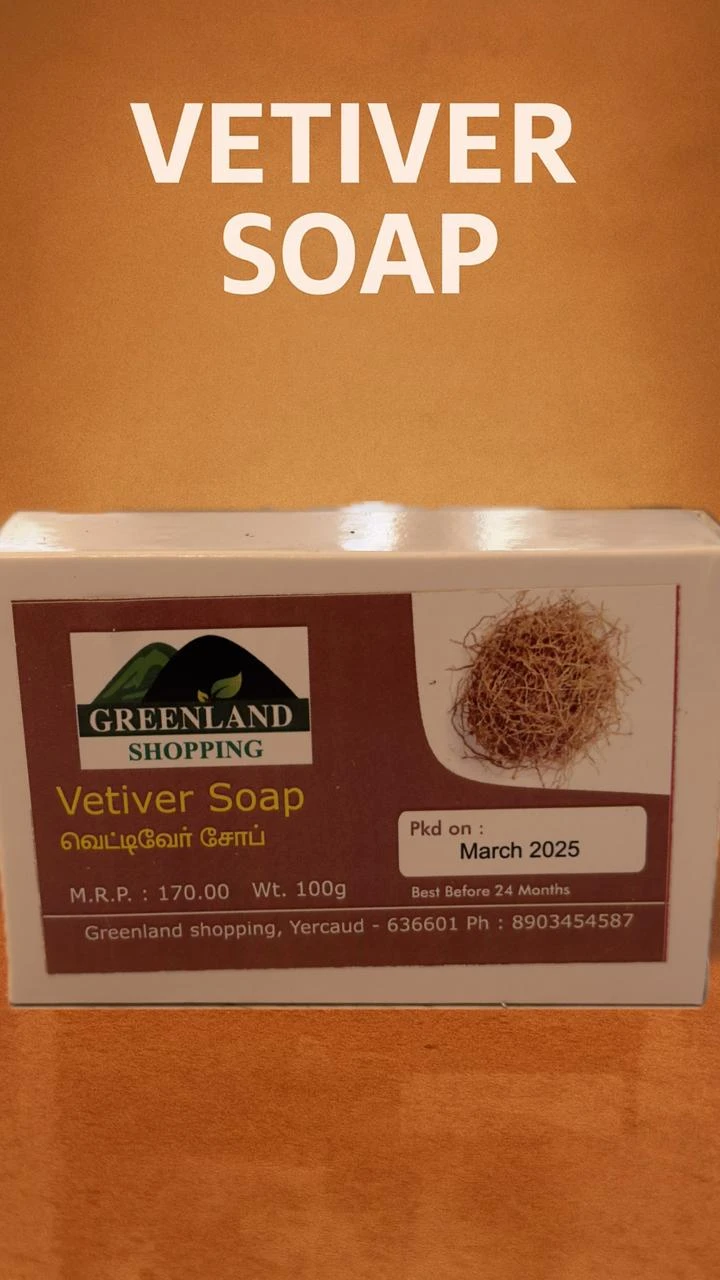 VETIVER
SOAP
GREENLAND
SHOPPING
Vetiver Soap
வெட்டிவேர் சோப்
Pkd on :
March 2025
M.R.P. : 170.00 Wt. 100g
Best Before 24 Months
Greenland shopping, Yercaud - 636601 Ph : 8903454587